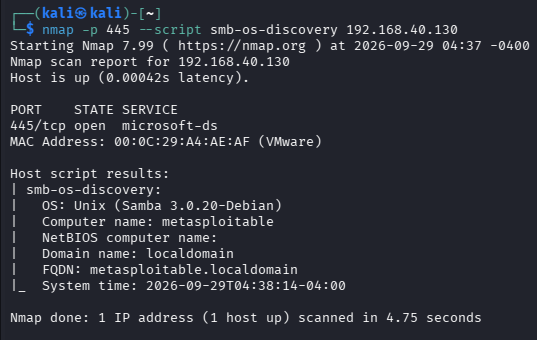 ┌──(kali㉿kali)-[~]
└─$ nmap -p 445 --script smb-os-discovery 192.168.40.130
Starting Nmap 7.99 ( https://nmap.org ) at 2026-09-29 04:37 -0400
Nmap scan report for 192.168.40.130
Host is up (0.00042s latency).

PORT    STATE SERVICE
445/tcp open  microsoft-ds
MAC Address: 00:0C:29:A4:AE:AF (VMware)

Host script results:
| smb-os-discovery:
|   OS: Unix (Samba 3.0.20-Debian)
|   Computer name: metasploitable
|   NetBIOS computer name:
|   Domain name: localdomain
|   FQDN: metasploitable.localdomain
|_  System time: 2026-09-29T04:38:14-04:00

Nmap done: 1 IP address (1 host up) scanned in 4.75 seconds